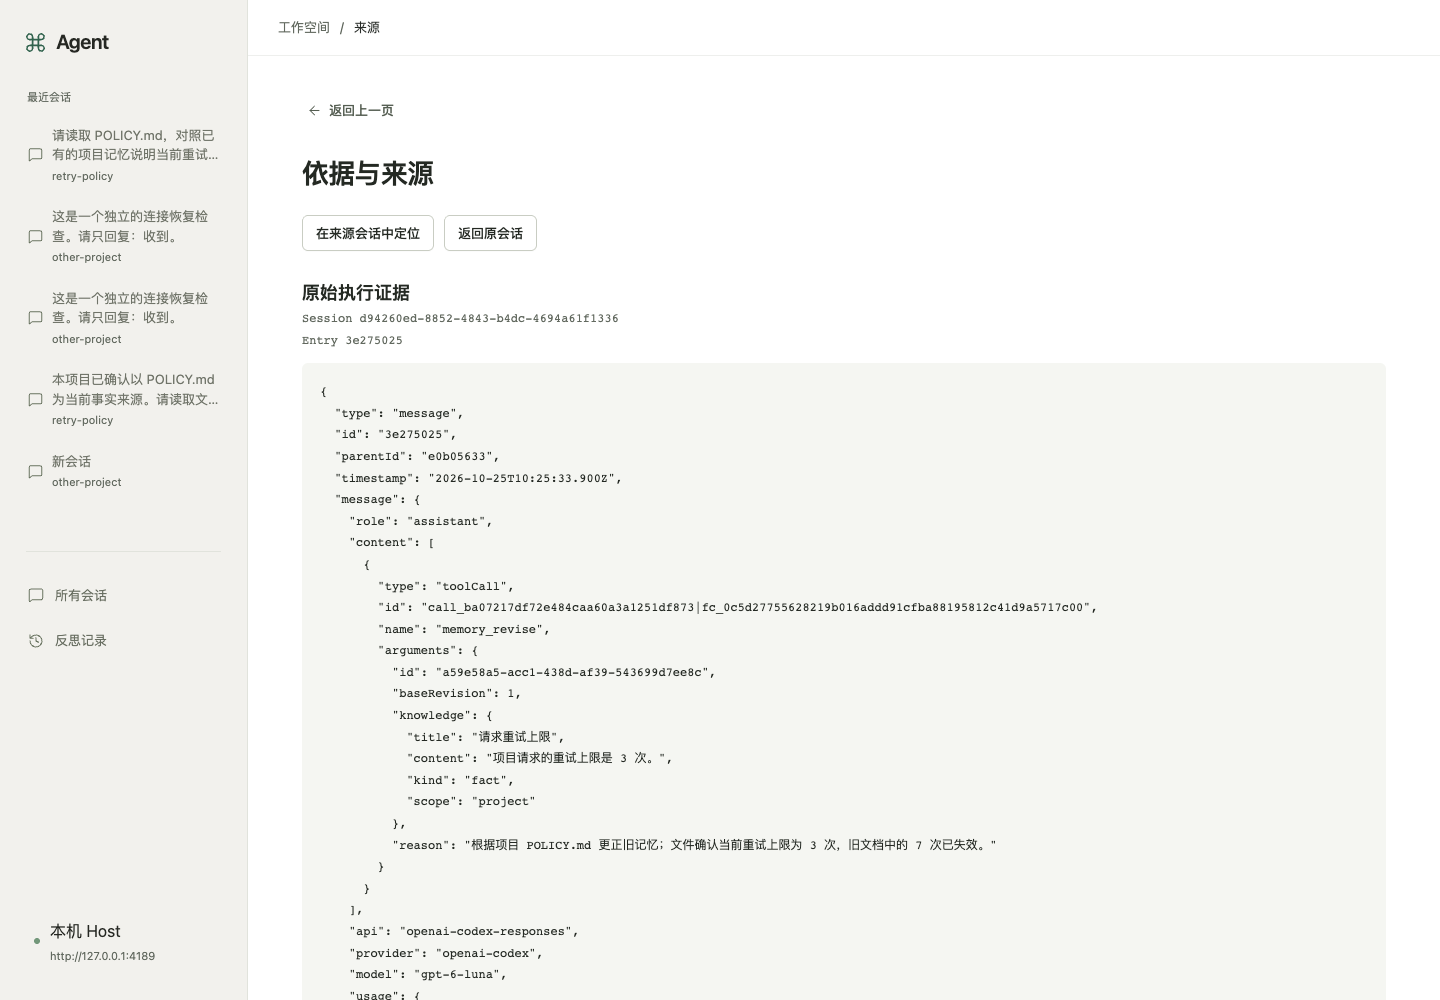 Agent
最近会话
请读取 POLICY.md，对照已
有的项目记忆说明当前重试...
retry-policy
这是一个独立的连接恢复检
查。请只回复：收到。
other-project
这是一个独立的连接恢复检
查。请只回复：收到。
other-project
本项目已确认以 POLICY.md
为当前事实来源。请读取文...
retry-policy
新会话
other-project
所有会话
反思记录
本机 Host
http://127.0.0.1:4189
工作空间 / 来源
← 返回上一页
依据与来源
在来源会话中定位
返回原会话
原始执行证据
Session d94260ed-8852-4843-b4dc-4694a61f1336
Entry 3e275025
{
"type": "message",
"id": "3e275025",
"parentId": "e0b05633",
"timestamp": "2026-10-25T10:25:33.900Z",
"message": {
"role": "assistant",
"content": [
{
"type": "toolCall",
"id": "call_ba07217df72e484caa60a3a1251df873|fc_0c5d27755628219b016addd91cfba88195812c41d9a5717c00",
"name": "memory_revise",
"arguments": {
"id": "a59e58a5-acc1-438d-af39-543699d7ee8c",
"baseRevision": 1,
"knowledge": {
"title": "请求重试上限",
"content": "项目请求的重试上限是 3 次。",
"kind": "fact",
"scope": "project"
},
"reason": "根据项目 POLICY.md 更正旧记忆；文件确认当前重试上限为 3 次，旧文档中的 7 次已失效。"
}
}
],
"api": "openai-codex-responses",
"provider": "openai-codex",
"model": "gpt-6-luna",
"usage": {